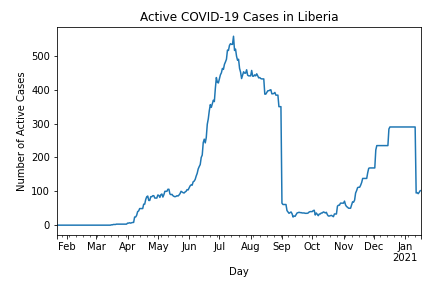 Active COVID-19 Cases in Liberia
Number of Active Cases
500
400
300
200
100
0
Feb Mar Apr May Jun Jul Aug Sep Oct Nov Dec Jan
2021
Day